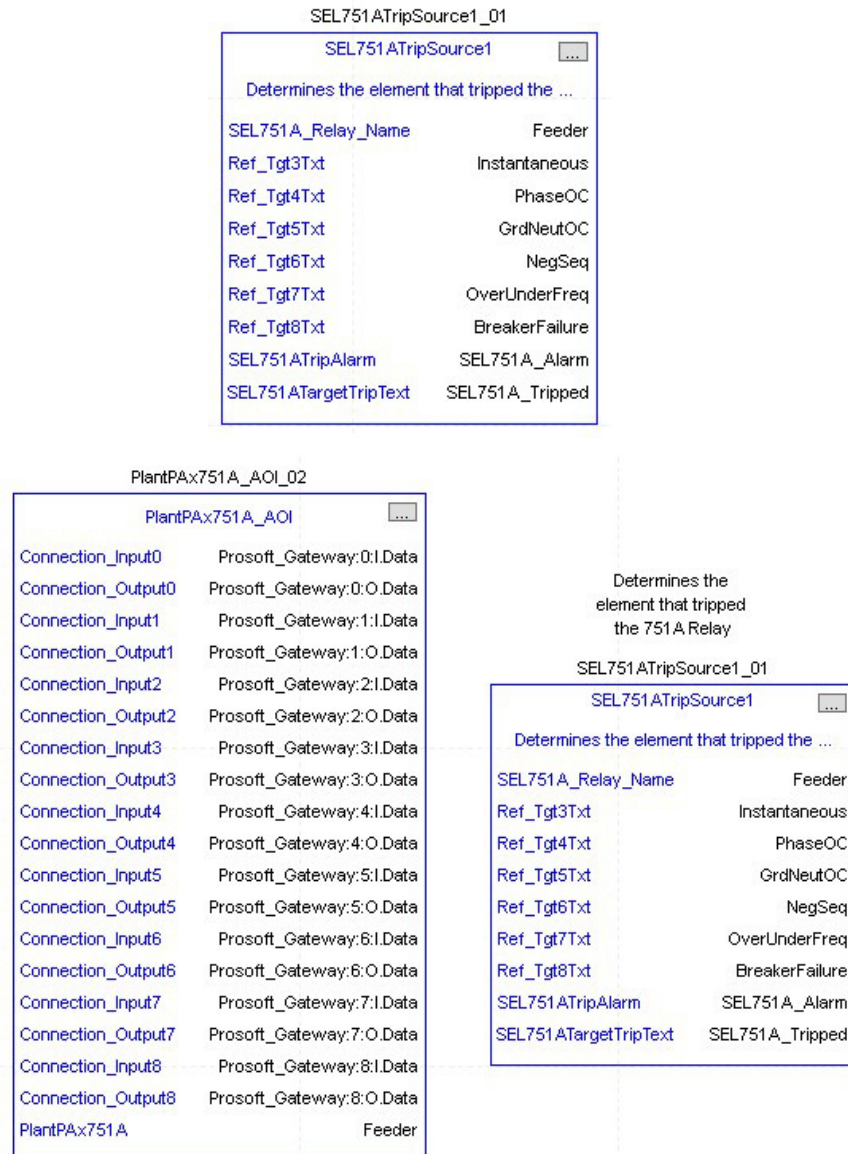 SEL751ATripSource1_01
SEL751ATripSource1 ...
Determines the element that tripped the ...
SEL751A_Relay_Name Feeder
Ref_Tgt3Txt Instantaneous
Ref_Tgt4Txt PhaseOC
Ref_Tgt5Txt GrdNeutOC
Ref_Tgt6Txt NegSeq
Ref_Tgt7Txt OverUnderFreq
Ref_Tgt8Txt BreakerFailure
SEL751ATripAlarm SEL751A_Alarm
SEL751ATargetTripText SEL751A_Tripped
PlantPAx751A_AOI_02
PlantPAx751A_AOI ...
Connection_Input0 Prosoft_Gateway:0:I.Data
Connection_Output0 Prosoft_Gateway:0:O.Data
Connection_Input1 Prosoft_Gateway:1:I.Data
Connection_Output1 Prosoft_Gateway:1:O.Data
Connection_Input2 Prosoft_Gateway:2:I.Data
Connection_Output2 Prosoft_Gateway:2:O.Data
Connection_Input3 Prosoft_Gateway:3:I.Data
Connection_Output3 Prosoft_Gateway:3:O.Data
Connection_Input4 Prosoft_Gateway:4:I.Data
Connection_Output4 Prosoft_Gateway:4:O.Data
Connection_Input5 Prosoft_Gateway:5:I.Data
Connection_Output5 Prosoft_Gateway:5:O.Data
Connection_Input6 Prosoft_Gateway:6:I.Data
Connection_Output6 Prosoft_Gateway:6:O.Data
Connection_Input7 Prosoft_Gateway:7:I.Data
Connection_Output7 Prosoft_Gateway:7:O.Data
Connection_Input8 Prosoft_Gateway:8:I.Data
Connection_Output8 Prosoft_Gateway:8:O.Data
PlantPAx751A Feeder
Determines the
element that tripped
the 751A Relay
SEL751ATripSource1_01
SEL751ATripSource1 ...
Determines the element that tripped the ...
SEL751A_Relay_Name Feeder
Ref_Tgt3Txt Instantaneous
Ref_Tgt4Txt PhaseOC
Ref_Tgt5Txt GrdNeutOC
Ref_Tgt6Txt NegSeq
Ref_Tgt7Txt OverUnderFreq
Ref_Tgt8Txt BreakerFailure
SEL751ATripAlarm SEL751A_Alarm
SEL751ATargetTripText SEL751A_Tripped